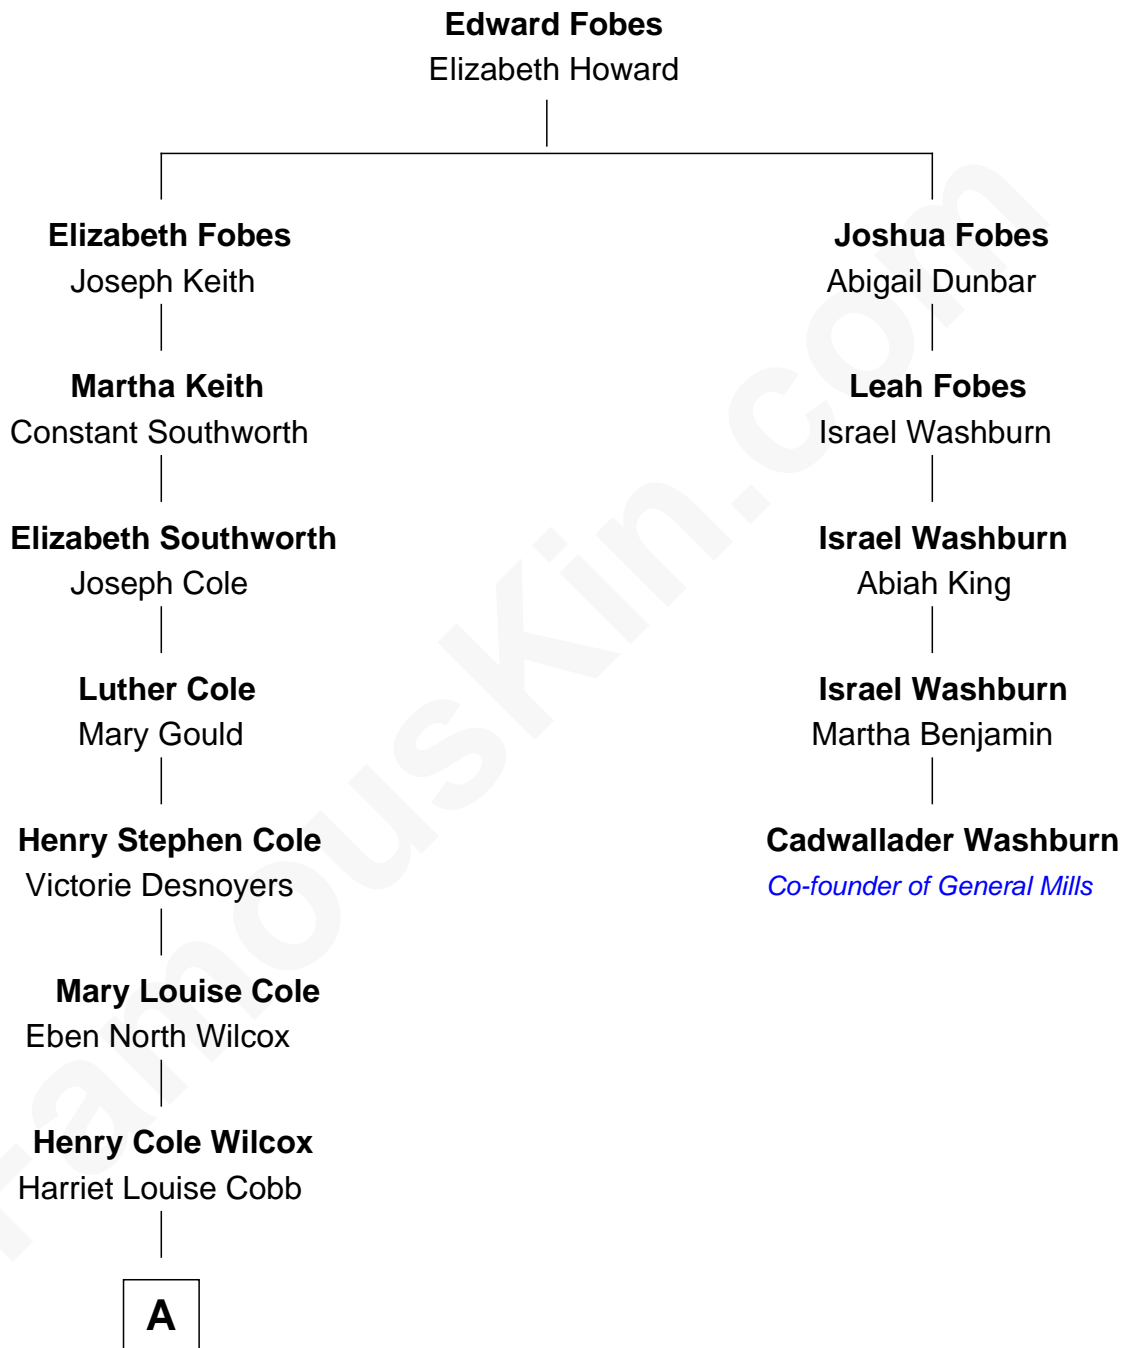 Edward Fobes
Elizabeth Howard
Elizabeth Fobes
Joseph Keith
Martha Keith
Constant Southworth
Elizabeth Southworth
Joseph Cole
Luther Cole
Mary Gould
Henry Stephen Cole
Victorie Desnoyers
Mary Louise Cole
Eben North Wilcox
Henry Cole Wilcox
Harriet Louise Cobb
A
Joshua Fobes
Abigail Dunbar
Leah Fobes
Israel Washburn
Israel Washburn
Abiah King
Israel Washburn
Martha Benjamin
Cadwallader Washburn
Co-founder of General Mills
FamousKin.com